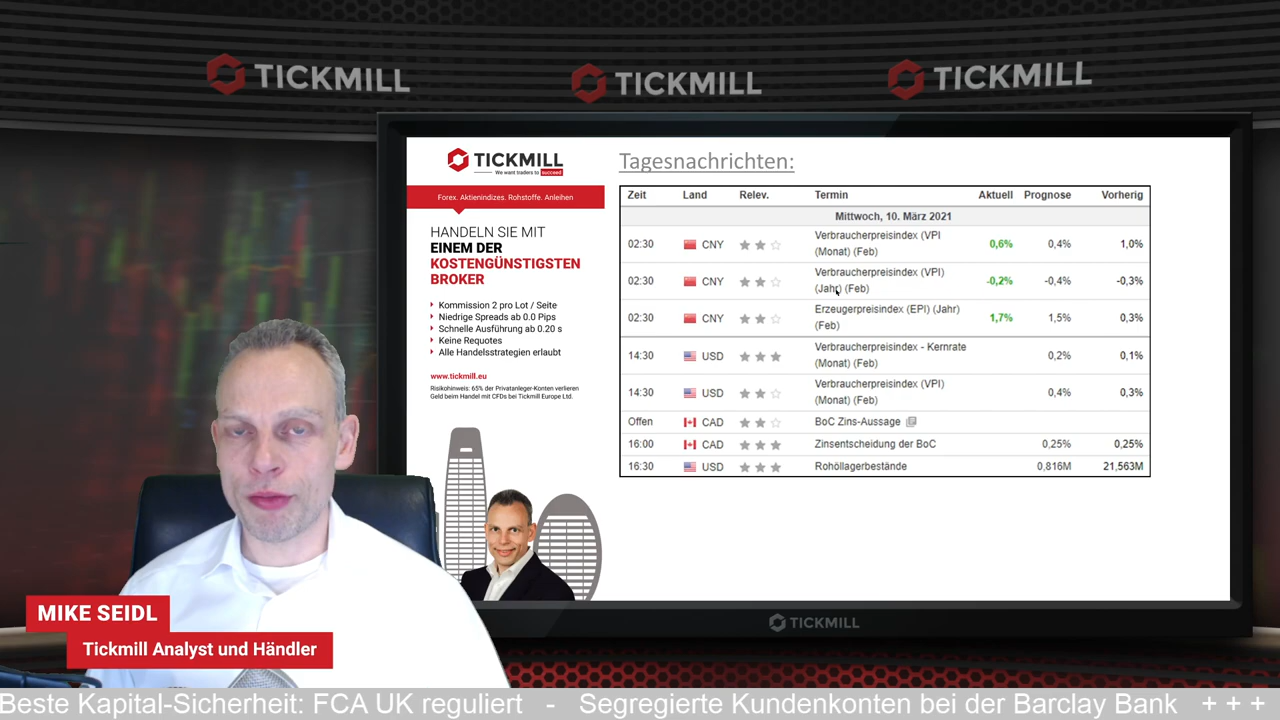 TICKMILL
TICKMILL
TICKMILL
TICKMILL
We want traders to succeed
Forex. Aktienindizes. Rohstoffe. Anleihen
HANDELN SIE MIT
EINEM DER
KOSTENGÜNSTIGSTEN
BROKER
Kommission 2 pro Lot / Seite
Niedrige Spreads ab 0.0 Pips
Schnelle Ausführung ab 0.20 s
Keine Requotes
Alle Handelsstrategien erlaubt
www.tickmill.eu
Risikohinweis: 65% der Privatanleger-Konten verlieren
Geld beim Handel mit CFDs bei Tickmill Europe Ltd.
Tagesnachrichten:
Zeit Land Relev. Termin Aktuell Prognose Vorherig
Mittwoch, 10. März 2021
02:30 CNY Verbraucherpreisindex (VPI 0,6% 0,4% 1,0%
(Monat) (Feb)
02:30 CNY Verbraucherpreisindex (VPI) -0,2% -0,4% -0,3%
(Jahr) (Feb)
02:30 CNY Erzeugerpreisindex (EPI) (Jahr) 1,7% 1,5% 0,3%
(Feb)
14:30 USD Verbraucherpreisindex - Kernrate 0,2% 0,1%
(Monat) (Feb)
14:30 USD Verbraucherpreisindex (VPI) 0,4% 0,3%
(Monat) (Feb)
Offen CAD BoC Zins-Aussage
16:00 CAD Zinsentscheidung der BoC 0,25% 0,25%
16:30 USD Rohöllagerbestände 0,816M 21,563M
TICKMILL
MIKE SEIDL
Tickmill Analyst und Händler
Beste Kapital-Sicherheit: FCA UK reguliert - Segregierte Kundenkonten bei der Barclay Bank + + +